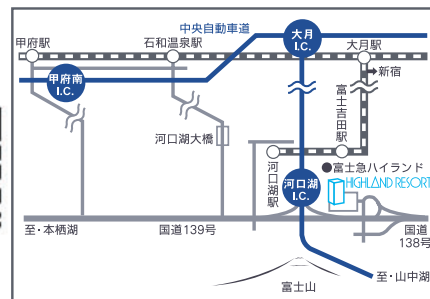 中央自動車道
甲府駅
石和温泉駅
大月
I.C.
大月駅
新宿
甲府南
I.C.
富士吉田駅
河口湖大橋
富士急ハイランド
HIGHLAND RESORT
河口湖駅
河口湖
I.C.
至・本栖湖
国道139号
国道
138号
至・山中湖
富士山